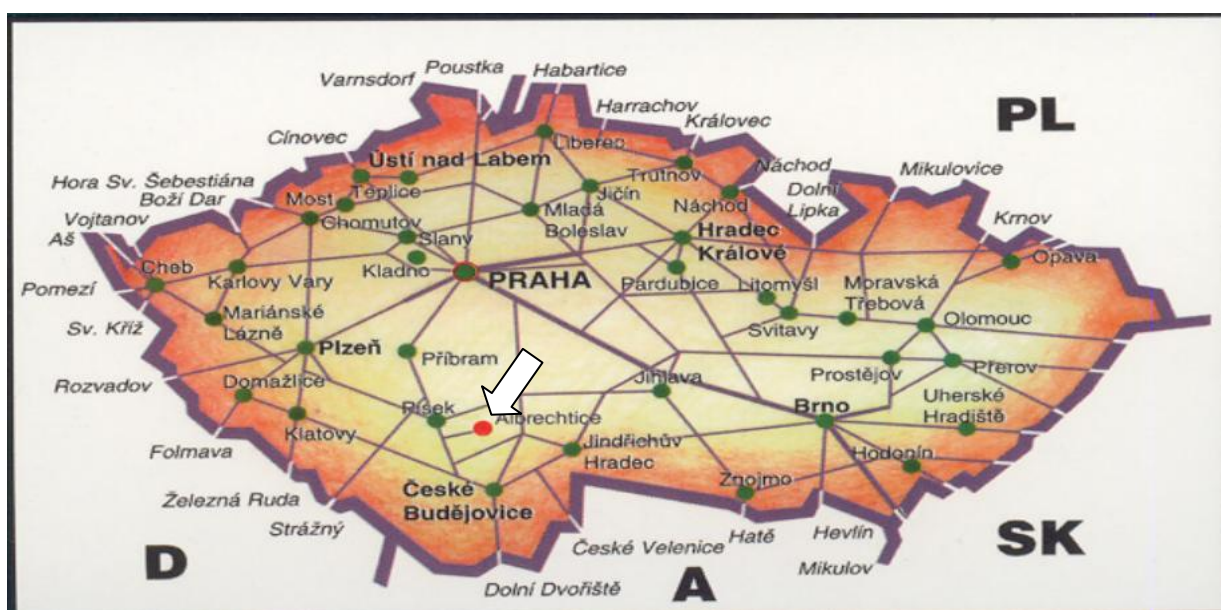 Poustka
Habartice
Varnsdorf
Harrachov
PL
Cínovec
Královec
Liberec
Ústí nad Labem
Náchod
Mikulovice
Hora Sv. Šebestiána
Trutnov
Dolní
Lipka
Boží Dar
Most
Teplice
Jičín
Náchod
Krnov
Vojtanov
Chomutov
Mladá
Boleslav
Hradec
Králové
Aš
Slaný
Opava
Cheb
Kladno
Karlovy Vary
PRAHA
Pardubice
Litomyšl
Moravská
Třebová
Pomezí
Mariánské
Lázně
Svitavy
Olomouc
Sv. Kříž
Plzeň
Příbram
Přerov
Prostějov
Rozvadov
Domažlice
Jihlava
Uherské
Hradiště
Písek
Albrechtice
Brno
Klatovy
Jindřichův
Hradec
Folmava
Hodonín
Znojmo
České
Budějovice
Železná Ruda
Strážný
Hatě
Hevlín
SK
České Velenice
D
Mikulov
Dolní Dvořiště
A